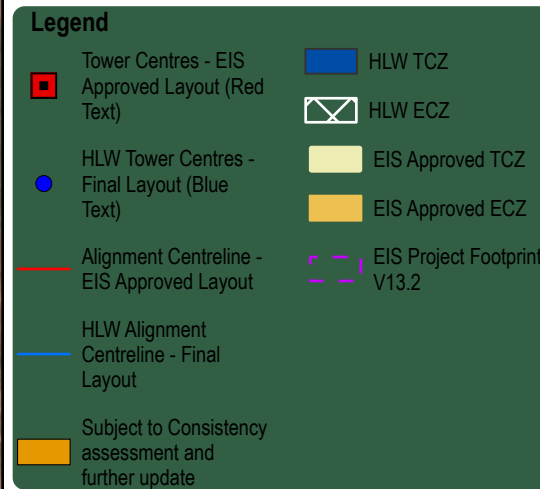 Legend
Tower Centres - EIS
Approved Layout (Red
Text)
HLW Tower Centres -
Final Layout (Blue
Text)
Alignment Centreline -
EIS Approved Layout
HLW Alignment
Centreline - Final
Layout
Subject to Consistency
assessment and
further update
HLW TCZ
HLW ECZ
EIS Approved TCZ
EIS Approved ECZ
EIS Project Footprint
V13.2